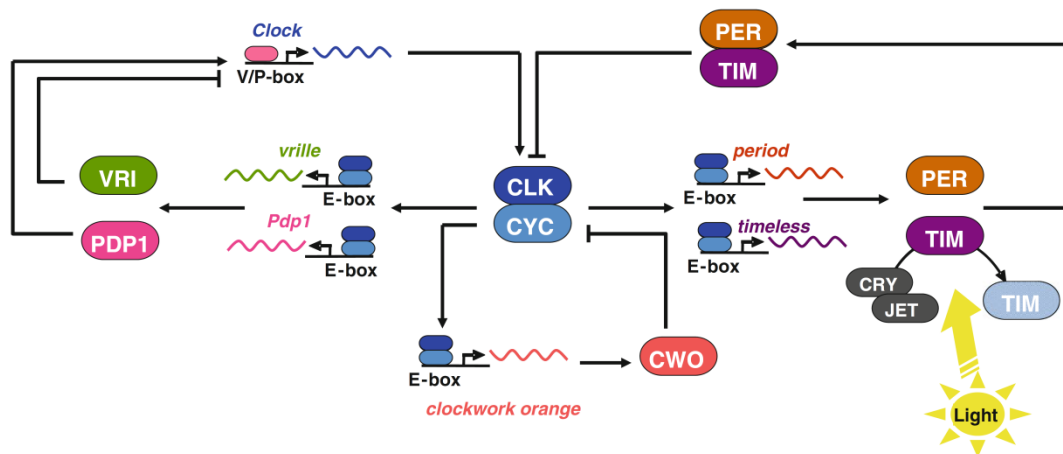 Clock
V/P-box
PER
TIM
vrille
E-box
VRI
Pdp1
E-box
PDP1
CLK
CYC
period
E-box
timeless
E-box
PER
TIM
CRY
JET
TIM
E-box
CWO
clockwork orange
Light